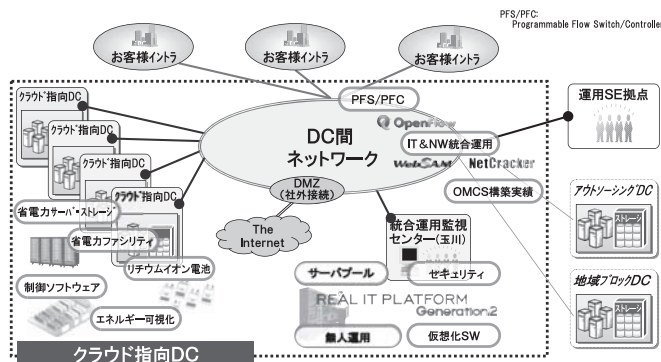 PFS/PFC:
Programmable Flow Switch/Controller
お客様イントラ
お客様イントラ
お客様イントラ
クラウド指向DC
クラウド指向DC
クラウド指向DC
クラウド指向DC
PFS/PFC
OpenFlow
DC間
ネットワーク
IT&NW統合運用
WebSAM
NetCracker
OMCS構築実績
DMZ
(社外接続)
The
Internet
運用SE拠点
省電力サーバ・ストレージ
省電力ファシリティ
リチウムイオン電池
制御ソフトウェア
エネルギー可視化
クラウド指向DC
統合運用監視
センター(玉川)
サーバプール
セキュリティ
REAL IT PLATFORM
Generation2
無人運用
仮想化SW
アウトソーシングDC
ストレージ
地域ブロックDC
ストレージ